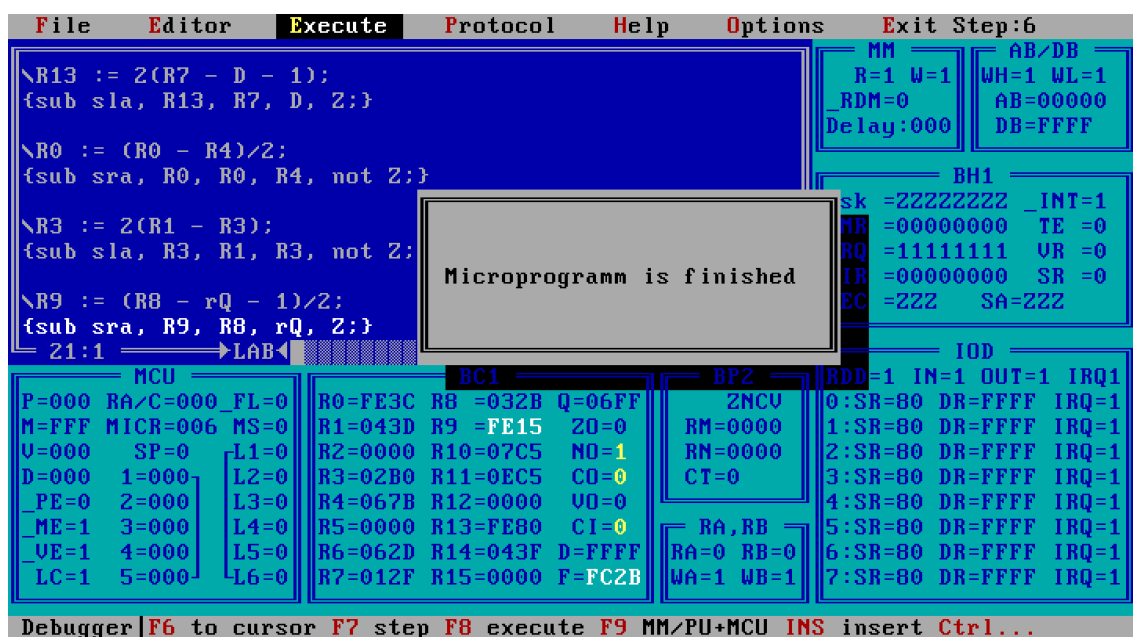 File Editor Execute Protocol Help Options Exit Step:6
\R13 := 2(R7 - D - 1);
{sub sla, R13, R7, D, Z;}
\R0 := (R0 - R4)/2;
{sub sra, R0, R0, R4, not Z;}
\R3 := 2(R1 - R3);
{sub sla, R3, R1, R3, not Z;
\R9 := (R8 - rQ - 1)/2;
{sub sra, R9, R8, rQ, Z;}
21:1 LAB
Microprogramm is finished
MM
R=1 W=1
_RDM=0
Delay:000
AB/DB
WH=1 WL=1
AB=00000
DB=FFFF
BH1
sk =ZZZZZZZZ _INT=1
MR =00000000 TE =0
RQ =11111111 VR =0
IR =00000000 SR =0
EC =ZZZ SA=ZZZ
MCU
P=000 RA/C=000_FL=0
M=FFF MICR=006 MS=0
V=000 SP=0 L1=0
D=000 1=000 L2=0
_PE=0 2=000 L3=0
_ME=1 3=000 L4=0
_VE=1 4=000 L5=0
LC=1 5=000 L6=0
BC1
R0=FE3C R8 =032B Q=06FF
R1=043D R9 =FE15 ZO=0
R2=0000 R10=07C5 NO=1
R3=02B0 R11=0EC5 CO=0
R4=067B R12=0000 VO=0
R5=0000 R13=FE80 CI=0
R6=062D R14=043F D=FFFF
R7=012F R15=0000 F=FC2B
BP2
ZNCV
RM=0000
RN=0000
CT=0
RA,RB
RA=0 RB=0
WA=1 WB=1
IOD
RDD=1 IN=1 OUT=1 IRQ1
0:SR=80 DR=FFFF IRQ=1
1:SR=80 DR=FFFF IRQ=1
2:SR=80 DR=FFFF IRQ=1
3:SR=80 DR=FFFF IRQ=1
4:SR=80 DR=FFFF IRQ=1
5:SR=80 DR=FFFF IRQ=1
6:SR=80 DR=FFFF IRQ=1
7:SR=80 DR=FFFF IRQ=1
Debugger|F6 to cursor F7 step F8 execute F9 MM/PU+MCU INS insert Ctrl...